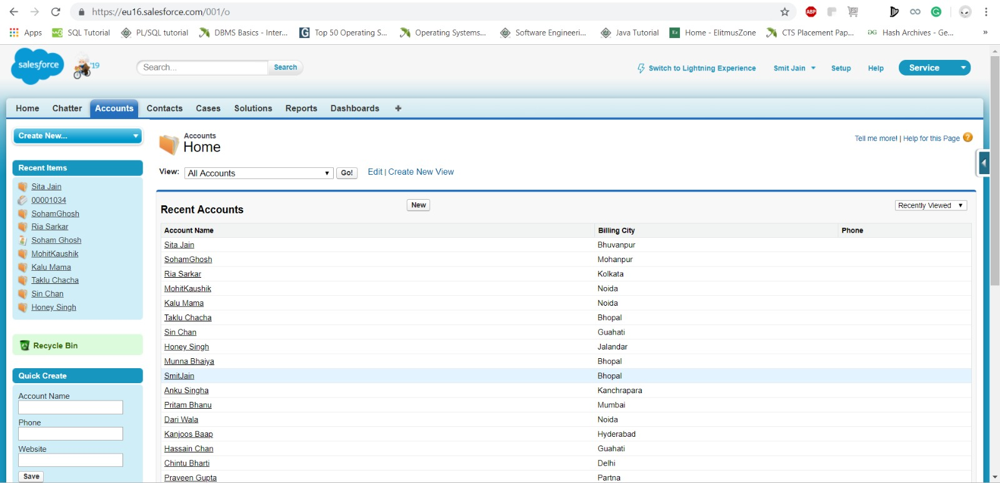 https://eu16.salesforce.com/001/o
ABP
Apps SQL Tutorial PL/SQL tutorial DBMS Basics - Inter... Top 50 Operating S... Operating Systems... Software Engineeri... Java Tutorial Home - ElitmusZone CTS Placement Pap... Hash Archives - Ge... »
salesforce '19 Search... Search Switch to Lightning Experience Smit Jain Setup Help Service
Home Chatter Accounts Contacts Cases Solutions Reports Dashboards +
Create New...
Accounts
Home
Tell me more! | Help for this Page ?
View: All Accounts Go! Edit | Create New View
Recent Items
Sita Jain
00001034
SohamGhosh
Ria Sarkar
Soham Ghosh
MohitKaushik
Kalu Mama
Taklu Chacha
Sin Chan
Honey Singh
Recycle Bin
Quick Create
Account Name
Phone
Website
Save
Recent Accounts New Recently Viewed
Account Name Billing City Phone
Sita Jain Bhuvanpur
SohamGhosh Mohanpur
Ria Sarkar Kolkata
MohitKaushik Noida
Kalu Mama Noida
Taklu Chacha Bhopal
Sin Chan Guahati
Honey Singh Jalandar
Munna Bhaiya Bhopal
SmitJain Bhopal
Anku Singha Kanchrapara
Pritam Bhanu Mumbai
Dari Wala Noida
Kanjoos Baap Hyderabad
Hassain Chan Guahati
Chintu Bharti Delhi
Praveen Gupta Partna